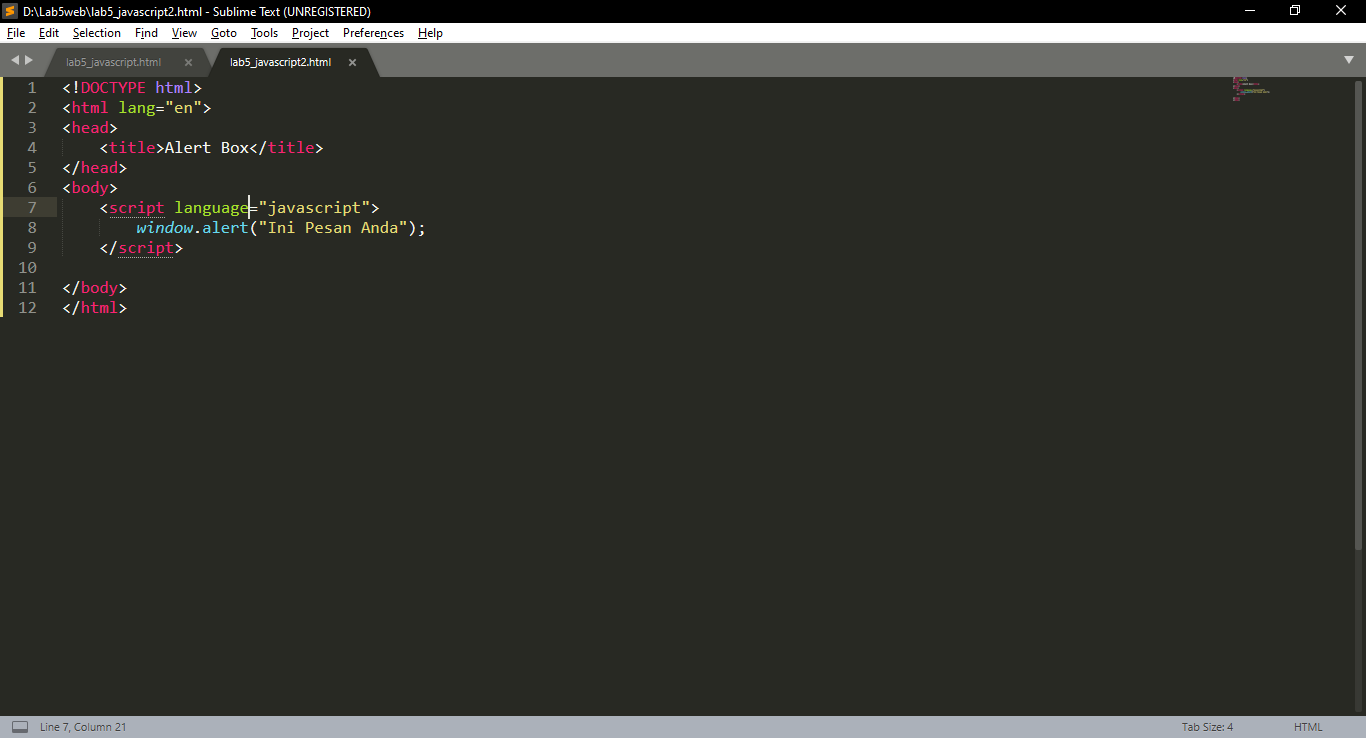 D:\Lab5web\lab5_javascript2.html - Sublime Text (UNREGISTERED)
File Edit Selection Find View Goto Tools Project Preferences Help
lab5_javascript.html × lab5_javascript2.html ×
1 <!DOCTYPE html>
2 <html lang="en">
3 <head>
4     <title>Alert Box</title>
5 </head>
6 <body>
7     <script language="javascript">
8         window.alert("Ini Pesan Anda");
9     </script>
10
11 </body>
12 </html>
Line 7, Column 21 Tab Size: 4 HTML